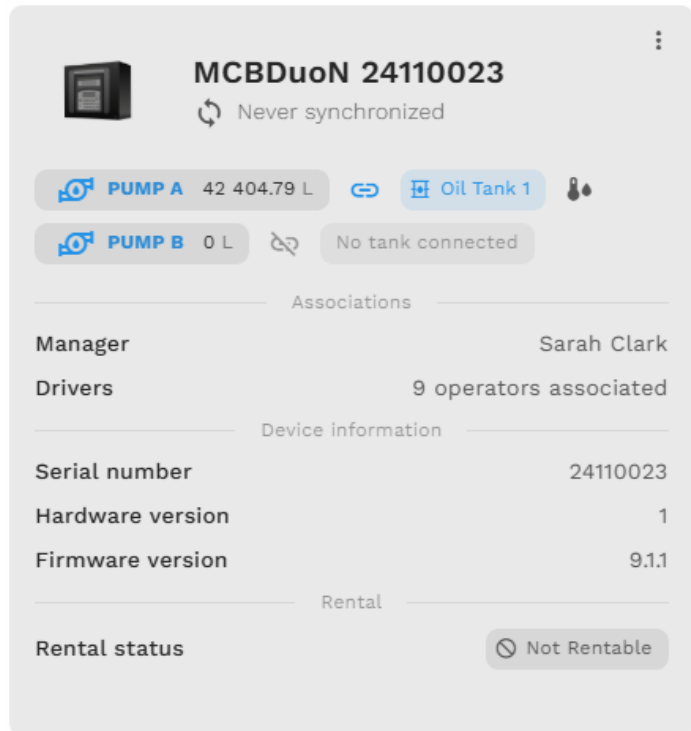 MCBDuoN 24110023
Never synchronized
PUMP A 42 404.79 L Oil Tank 1
PUMP B 0 L No tank connected
Associations
Manager Sarah Clark
Drivers 9 operators associated
Device information
Serial number 24110023
Hardware version 1
Firmware version 9.1.1
Rental
Rental status Not Rentable